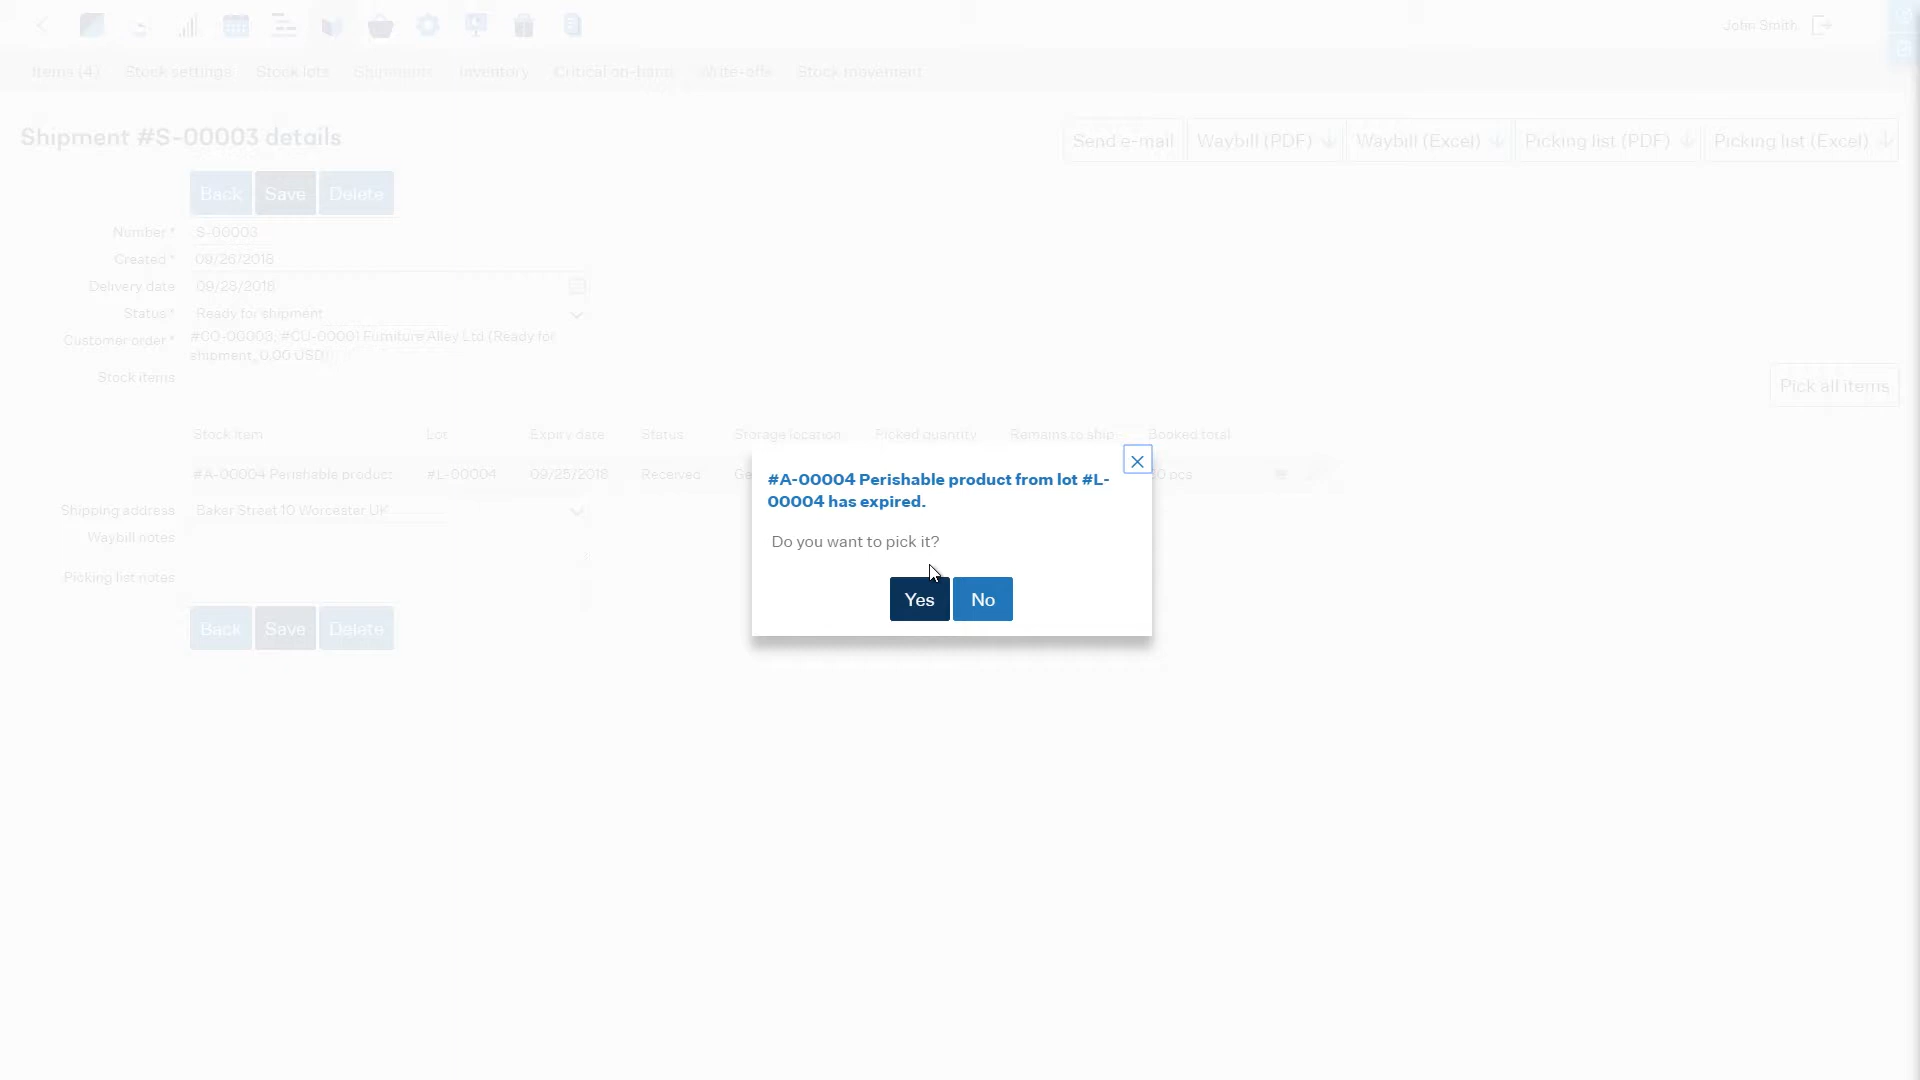 John Smith
Items (4) Stock settings Stock lots Shipments Inventory Critical on-hand Write-offs Stock movement
Shipment #S-00003 details
Send e-mail Waybill (PDF) Waybill (Excel) Picking list (PDF) Picking list (Excel)
Back Save Delete
Number * S-00003
Created * 09/26/2018
Delivery date 09/28/2018
Status * Ready for shipment
Customer order * #CO-00003; #CU-00001 Furniture Alley Ltd (Ready for
shipment, 0.00 USD)
Stock items
Pick all items
Stock item Lot Expiry date Status Storage location Picked quantity Remains to ship Booked total
#A-00004 Perishable product #L-00004 09/25/2018 Received pcs
#A-00004 Perishable product from lot #L-
00004 has expired.
Do you want to pick it?
Yes No
Shipping address Baker Street 10 Worcester UK
Waybill notes
Picking list notes
Back Save Delete